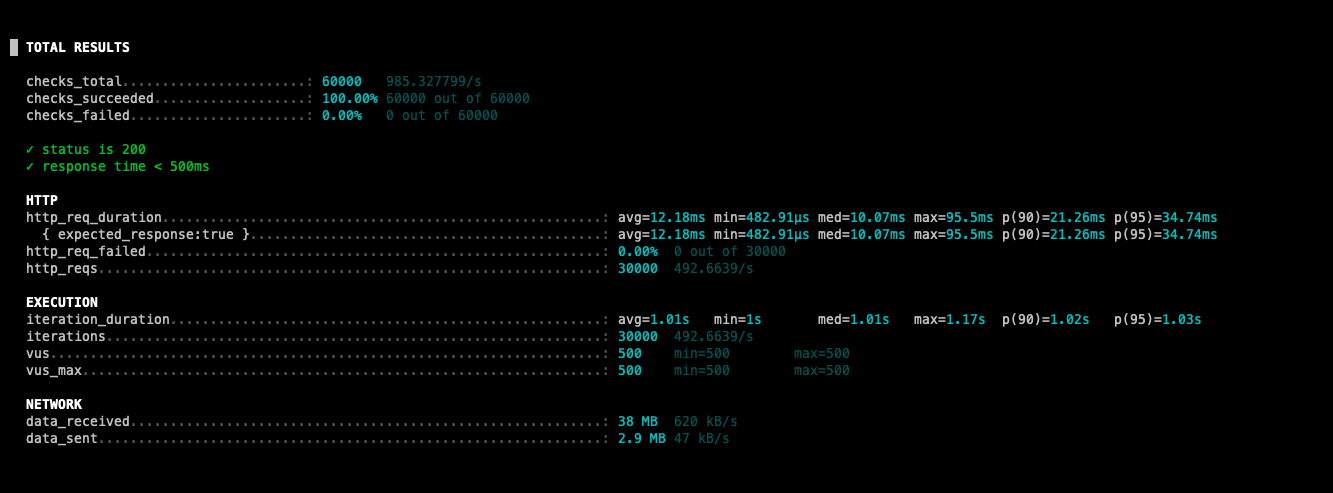 TOTAL RESULTS
checks_total.......................: 60000 985.327799/s
checks_succeeded...................: 100.00% 60000 out of 60000
checks_failed......................: 0.00% 0 out of 60000
✓ status is 200
✓ response time < 500ms
HTTP
http_req_duration.......................................................: avg=12.18ms min=482.91µs med=10.07ms max=95.5ms p(90)=21.26ms p(95)=34.74ms
{ expected_response:true }............................................: avg=12.18ms min=482.91µs med=10.07ms max=95.5ms p(90)=21.26ms p(95)=34.74ms
http_req_failed.........................................................: 0.00% 0 out of 30000
http_reqs...............................................................: 30000 492.6639/s
EXECUTION
iteration_duration......................................................: avg=1.01s min=1s med=1.01s max=1.17s p(90)=1.02s p(95)=1.03s
iterations..............................................................: 30000 492.6639/s
vus.....................................................................: 500 min=500 max=500
vus_max.................................................................: 500 min=500 max=500
NETWORK
data_received...........................................................: 38 MB 620 kB/s
data_sent...............................................................: 2.9 MB 47 kB/s